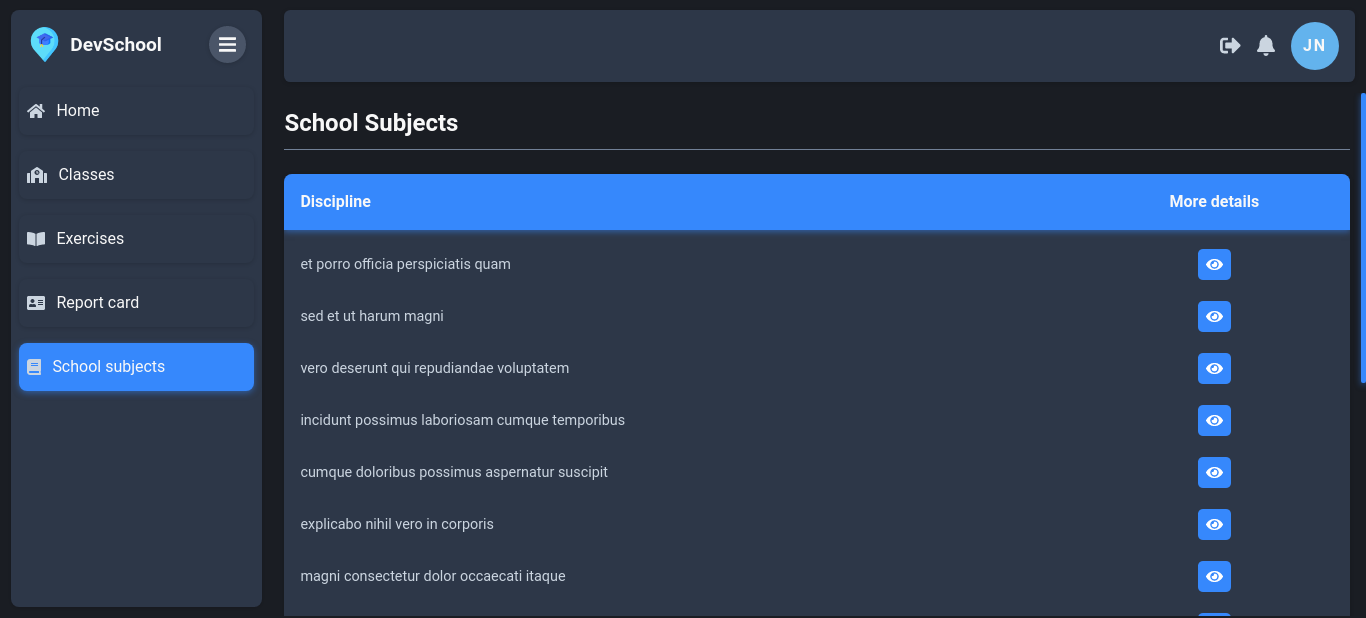 DevSchool
JN
Home
Classes
Exercises
Report card
School subjects
School Subjects
Discipline More details
et porro officia perspiciatis quam
sed et ut harum magni
vero deserunt qui repudiandae voluptatem
incidunt possimus laboriosam cumque temporibus
cumque doloribus possimus aspernatur suscipit
explicabo nihil vero in corporis
magni consectetur dolor occaecati itaque